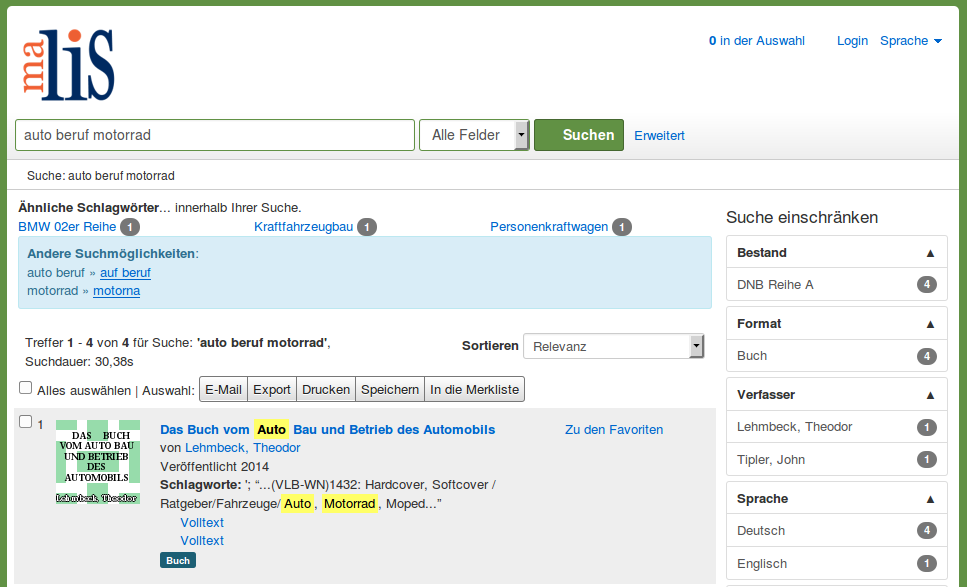 malis
0 in der Auswahl Login Sprache
auto beruf motorrad Alle Felder Suchen Erweitert
Suche: auto beruf motorrad
Ähnliche Schlagwörter... innerhalb Ihrer Suche.
BMW 02er Reihe 1 Kraftfahrzeugbau 1 Personenkraftwagen 1
Andere Suchmöglichkeiten:
auto beruf » auf beruf
motorrad » motorna
Treffer 1 - 4 von 4 für Suche: 'auto beruf motorrad',
Suchdauer: 30,38s
Sortieren Relevanz
Alles auswählen | Auswahl: E-Mail Export Drucken Speichern In die Merkliste
1
DAS BUCH
VOM AUTO BAU
UND BETRIEB
DES
AUTOMOBILS
Lehmbeck, Theodor
Das Buch vom Auto Bau und Betrieb des Automobils
von Lehmbeck, Theodor
Veröffentlicht 2014
Schlagworte: '; “...(VLB-WN)1432: Hardcover, Softcover /
Ratgeber/Fahrzeuge/Auto, Motorrad, Moped...”
Volltext
Volltext
Buch
Zu den Favoriten
Suche einschränken
Bestand ▲
DNB Reihe A 4
Format ▲
Buch 4
Verfasser ▲
Lehmbeck, Theodor 1
Tipler, John 1
Sprache ▲
Deutsch 4
Englisch 1